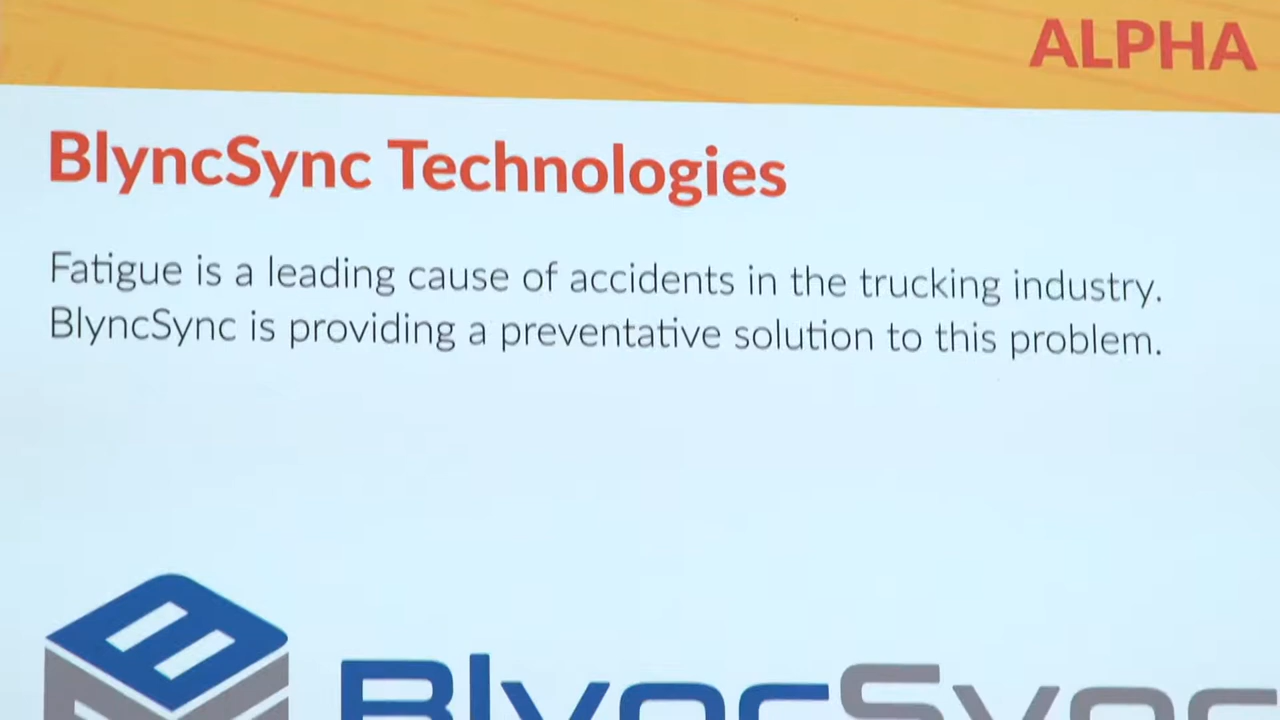 ALPHA
BlyncSync Technologies
Fatigue is a leading cause of accidents in the trucking industry.
BlyncSync is providing a preventative solution to this problem.
BlyncSync